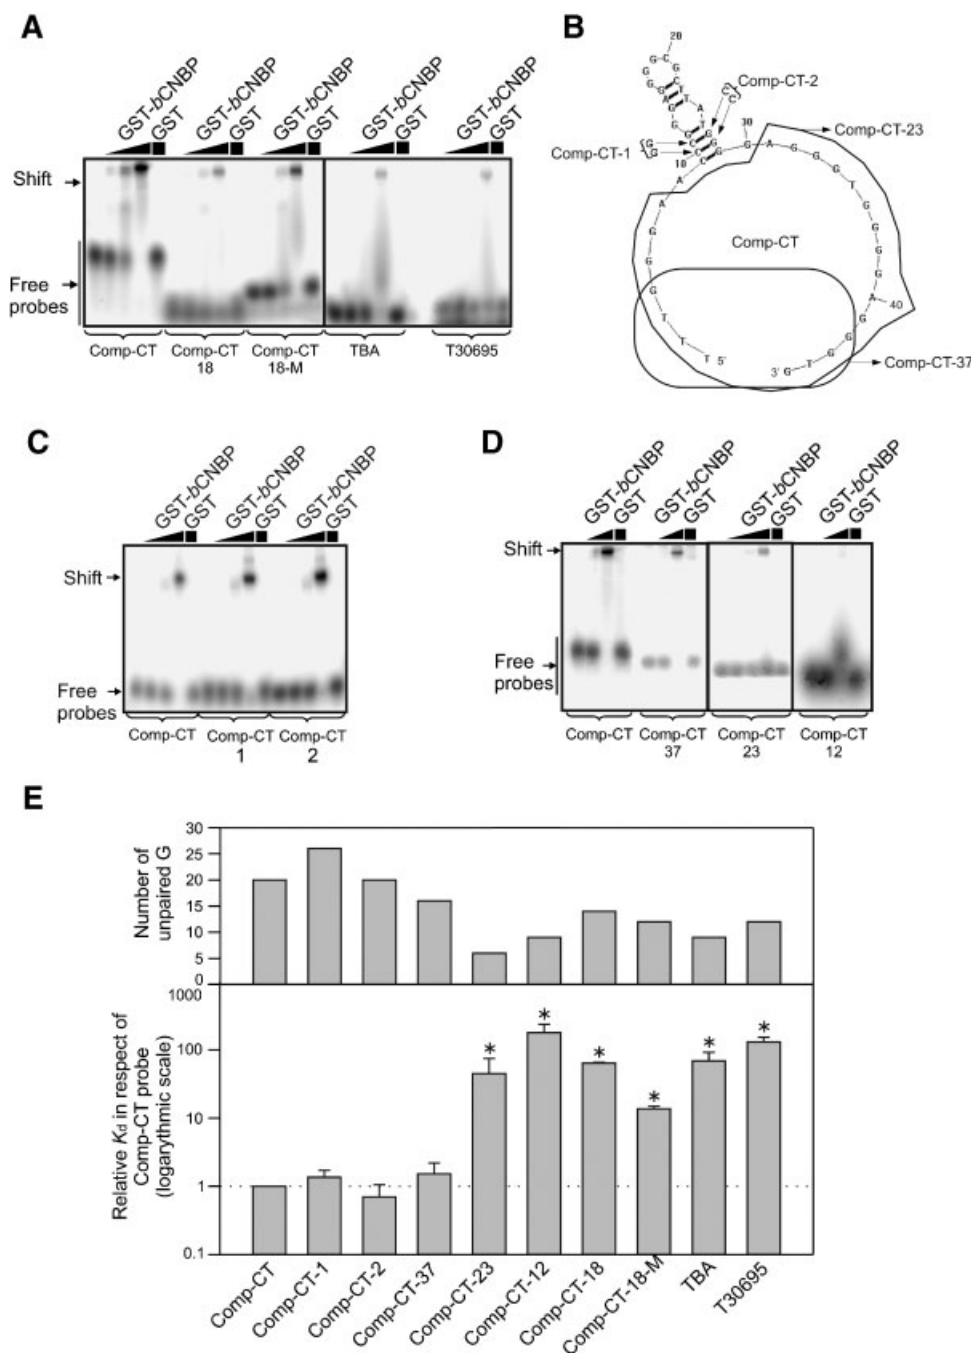 A
GST-bCNBP
GST
GST-bCNBP
GST
GST-bCNBP
GST
GST-bCNBP
GST
GST-bCNBP
GST
Shift
Free
probes
Comp-CT
Comp-CT
18
Comp-CT
18-M
TBA
T30695
B
20
30
10
40
Comp-CT-2
Comp-CT-23
Comp-CT-1
Comp-CT
Comp-CT-37
5'
3'
C
GST-bCNBP
GST
GST-bCNBP
GST
GST-bCNBP
GST
Shift
Free
probes
Comp-CT
Comp-CT
1
Comp-CT
2
D
GST-bCNBP
GST
GST-bCNBP
GST
GST-bCNBP
GST
GST-bCNBP
GST
Shift
Free
probes
Comp-CT
Comp-CT
37
Comp-CT
23
Comp-CT
12
E
Number of
unpaired G
30
25
20
15
10
5
0
Relative Kd in respect of
Comp-CT probe
(logarythmic scale)
1000
100
10
1
0.1
* * * * * *
Comp-CT
Comp-CT-1
Comp-CT-2
Comp-CT-37
Comp-CT-23
Comp-CT-12
Comp-CT-18
Comp-CT-18-M
TBA
T30695